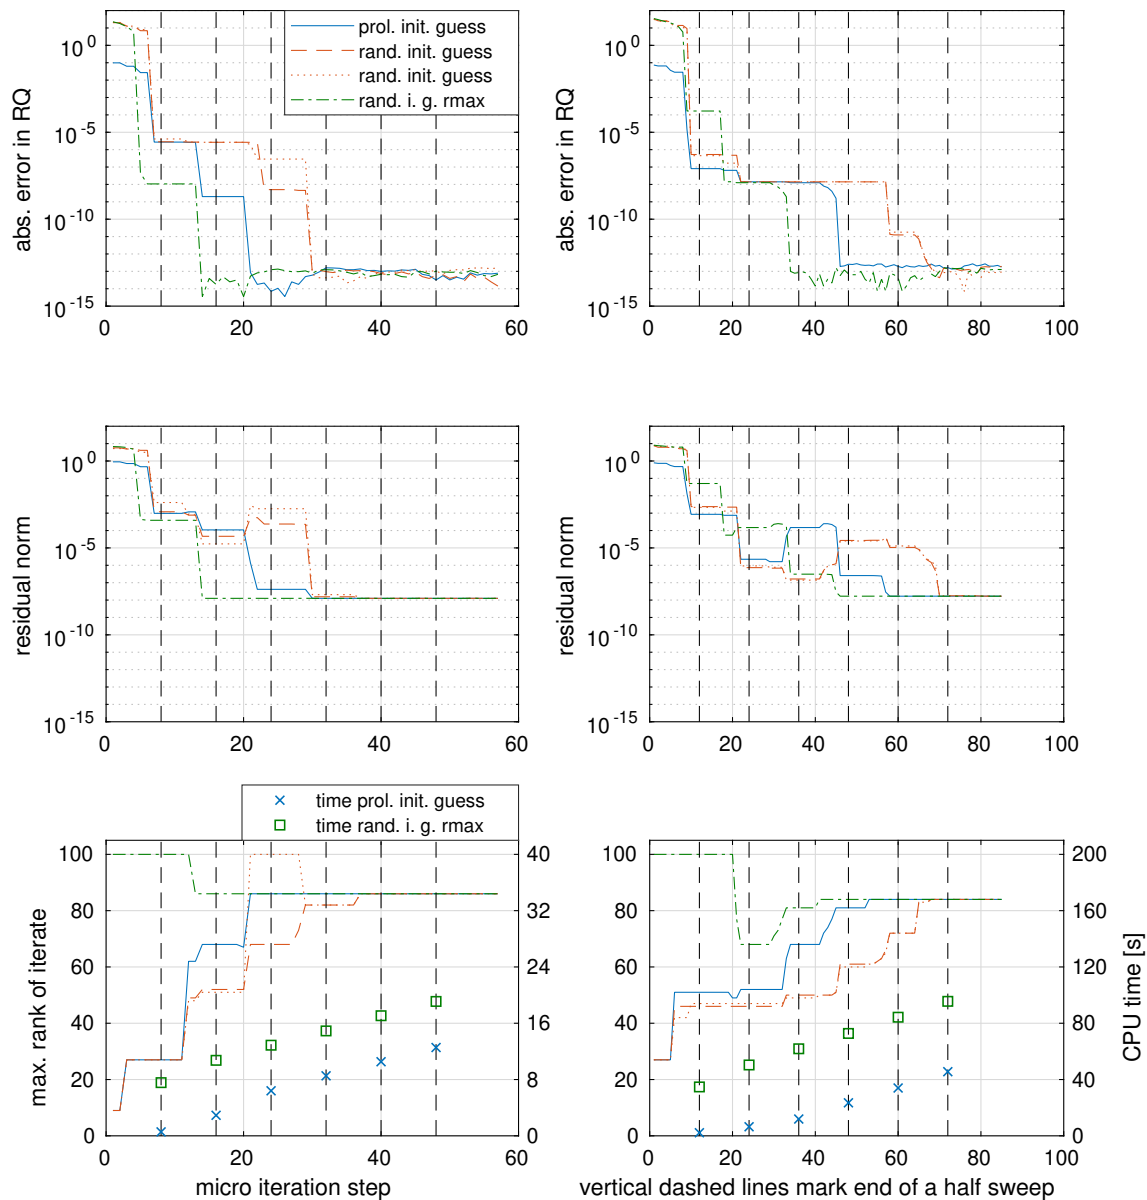 prol. init. guess
rand. init. guess
rand. init. guess
rand. i. g. rmax
abs. error in RQ
10^0
10^-5
10^-10
10^-15
0 20 40 60
abs. error in RQ
10^0
10^-5
10^-10
10^-15
0 20 40 60 80 100
residual norm
10^0
10^-5
10^-10
10^-15
0 20 40 60
residual norm
10^0
10^-5
10^-10
10^-15
0 20 40 60 80 100
time prol. init. guess
time rand. i. g. rmax
max. rank of iterate
100
80
60
40
20
0
40
32
24
16
8
0
0 20 40 60
micro iteration step
100
80
60
40
20
0
200
160
120
80
40
0
CPU time [s]
0 20 40 60 80 100
vertical dashed lines mark end of a half sweep